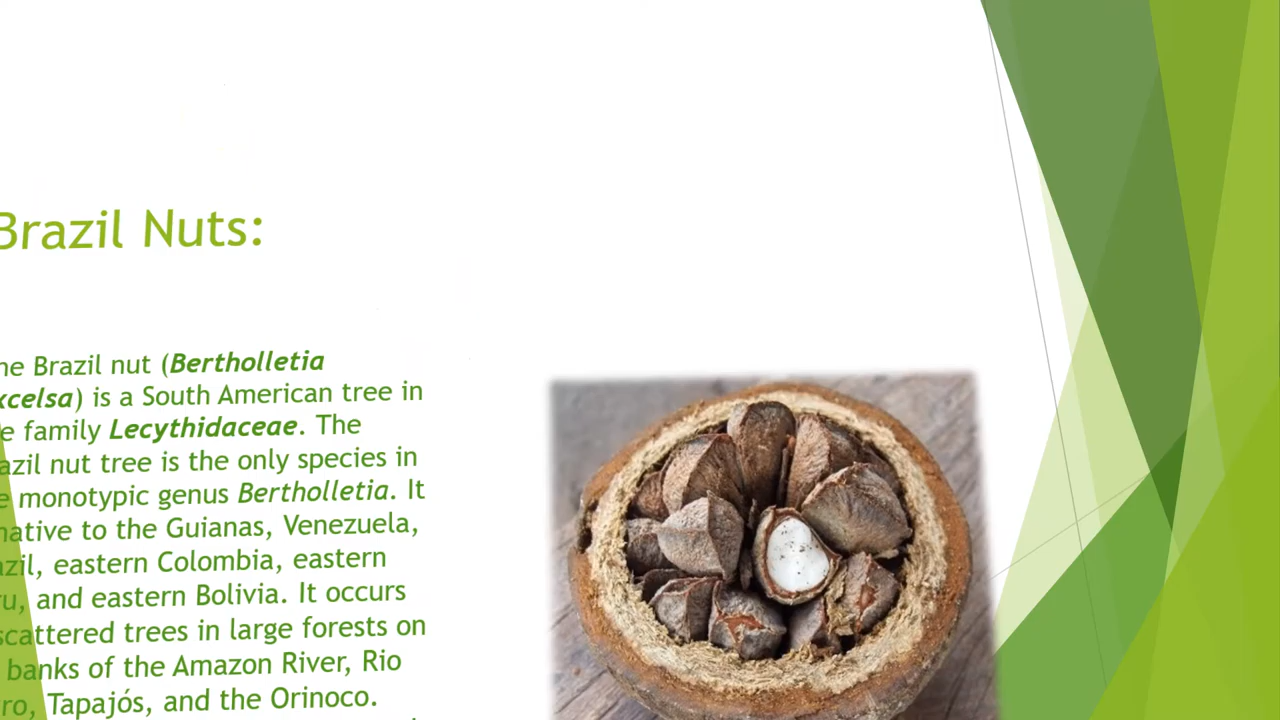 Brazil Nuts:
he Brazil nut (Bertholletia
xcelsa) is a South American tree in
e family Lecythidaceae. The
azil nut tree is the only species in
e monotypic genus Bertholletia. It
native to the Guianas, Venezuela,
azil, eastern Colombia, eastern
ru, and eastern Bolivia. It occurs
scattered trees in large forests on
banks of the Amazon River, Rio
ro, Tapajós, and the Orinoco.